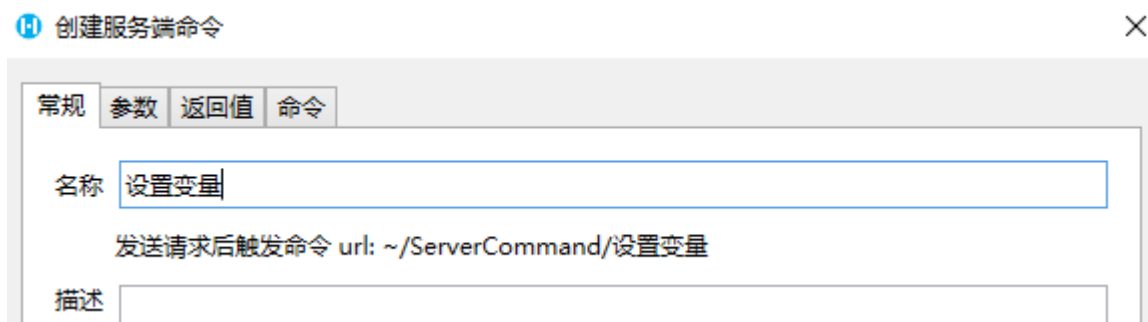 创建服务端命令
常规 参数 返回值 命令
名称 设置变量
发送请求后触发命令 url: ~/ServerCommand/设置变量
描述